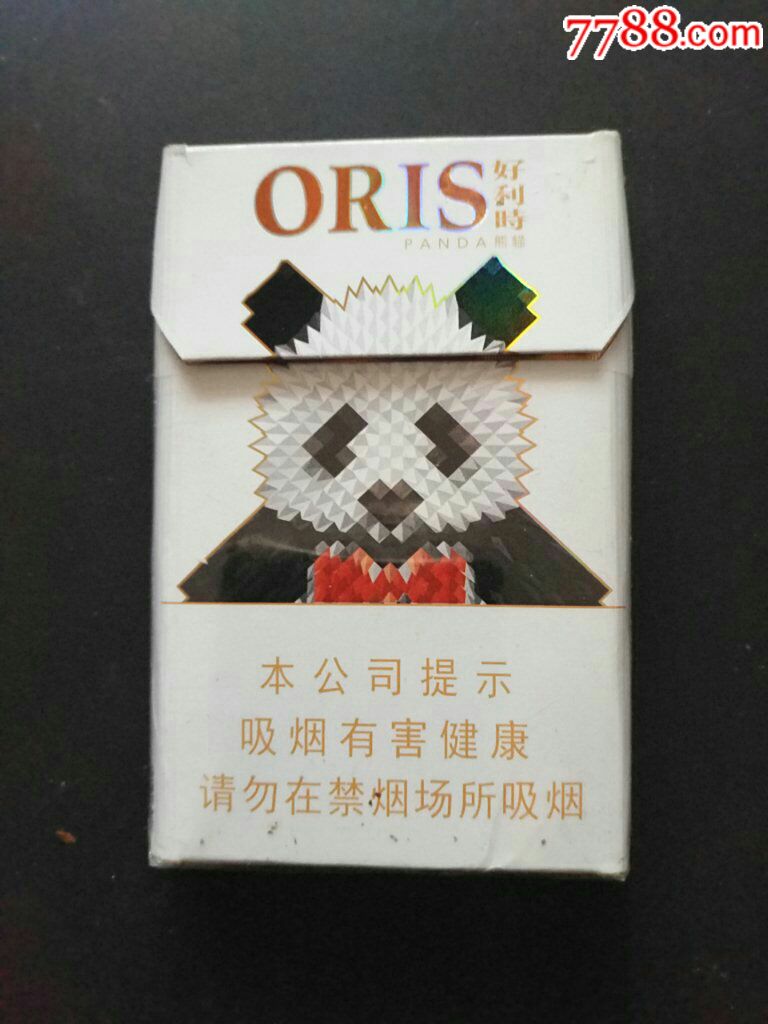 7788.com
ORIS 好利時
PANDA 熊貓
本公司提示
吸烟有害健康
请勿在禁烟场所吸烟